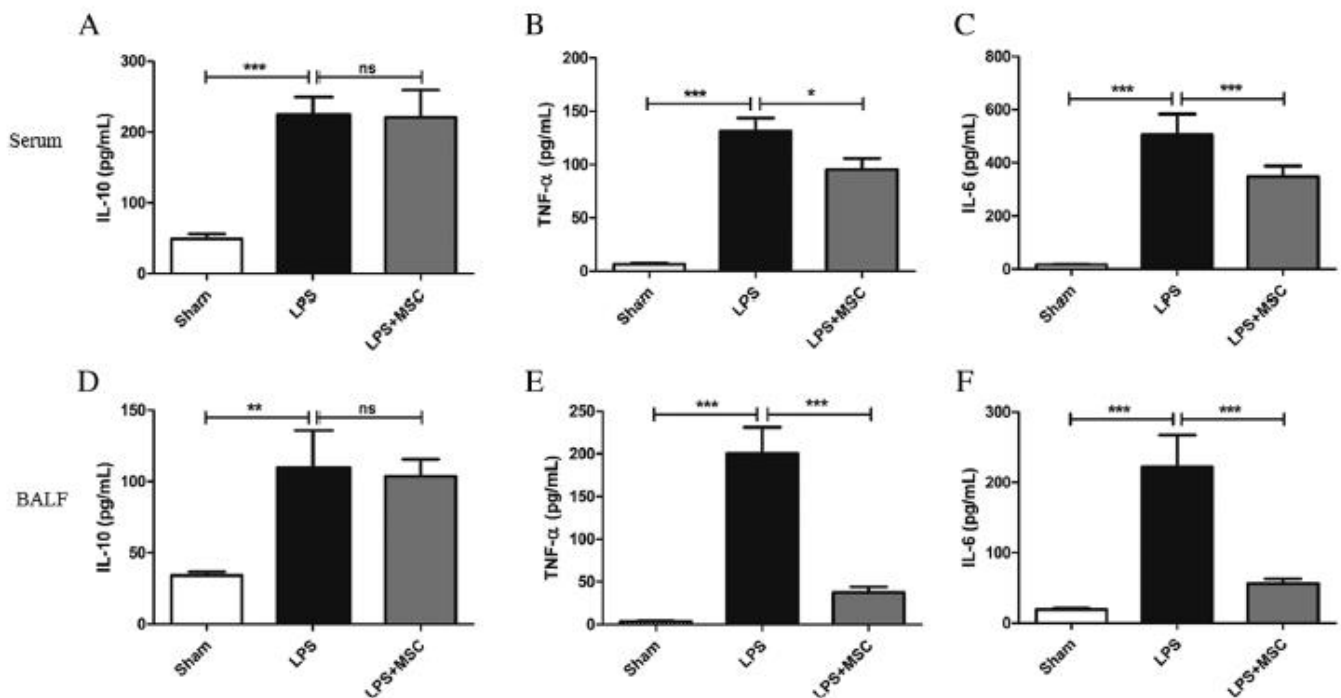 A
Serum
IL-10 (pg/mL)
300
200
100
0
***
ns
Sham
LPS
LPS+MSC
B
TNF-α (pg/mL)
200
150
100
50
0
***
*
Sham
LPS
LPS+MSC
C
IL-6 (pg/mL)
800
600
400
200
0
***
***
Sham
LPS
LPS+MSC
D
BALF
IL-10 (pg/mL)
150
100
50
0
**
ns
Sham
LPS
LPS+MSC
E
TNF-α (pg/mL)
250
200
150
100
50
0
***
***
Sham
LPS
LPS+MSC
F
IL-6 (pg/mL)
300
200
100
0
***
***
Sham
LPS
LPS+MSC